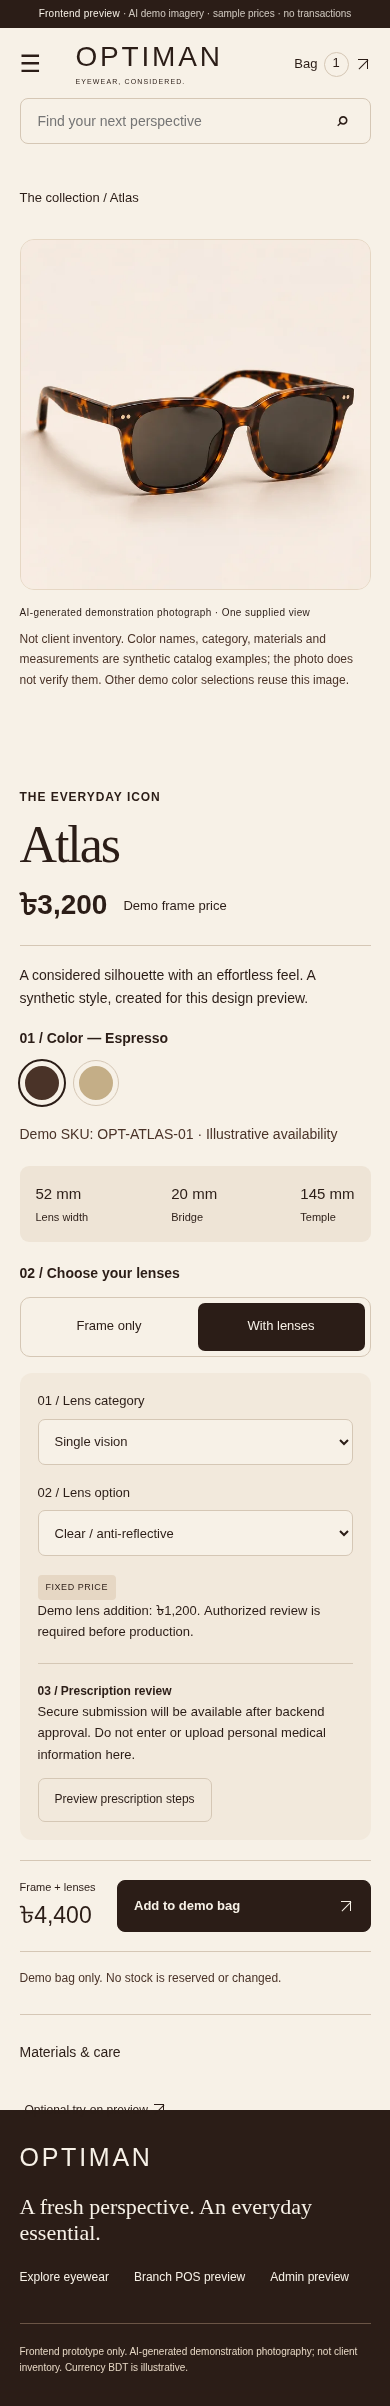 Frontend preview · AI demo imagery · sample prices · no transactions
OPTIMAN
EYEWEAR, CONSIDERED.
Bag 1
Find your next perspective
The collection / Atlas
AI-generated demonstration photograph · One supplied view
Not client inventory. Color names, category, materials and
measurements are synthetic catalog examples; the photo does
not verify them. Other demo color selections reuse this image.
THE EVERYDAY ICON
Atlas
৳3,200 Demo frame price
A considered silhouette with an effortless feel. A
synthetic style, created for this design preview.
01 / Color — Espresso
Demo SKU: OPT-ATLAS-01 · Illustrative availability
52 mm 20 mm 145 mm
Lens width Bridge Temple
02 / Choose your lenses
Frame only With lenses
01 / Lens category
Single vision
02 / Lens option
Clear / anti-reflective
FIXED PRICE
Demo lens addition: ৳1,200. Authorized review is
required before production.
03 / Prescription review
Secure submission will be available after backend
approval. Do not enter or upload personal medical
information here.
Preview prescription steps
Frame + lenses
৳4,400
Add to demo bag
Demo bag only. No stock is reserved or changed.
Materials & care
Optional try-on preview
OPTIMAN
A fresh perspective. An everyday
essential.
Explore eyewear Branch POS preview Admin preview
Frontend prototype only. AI-generated demonstration photography; not client
inventory. Currency BDT is illustrative.